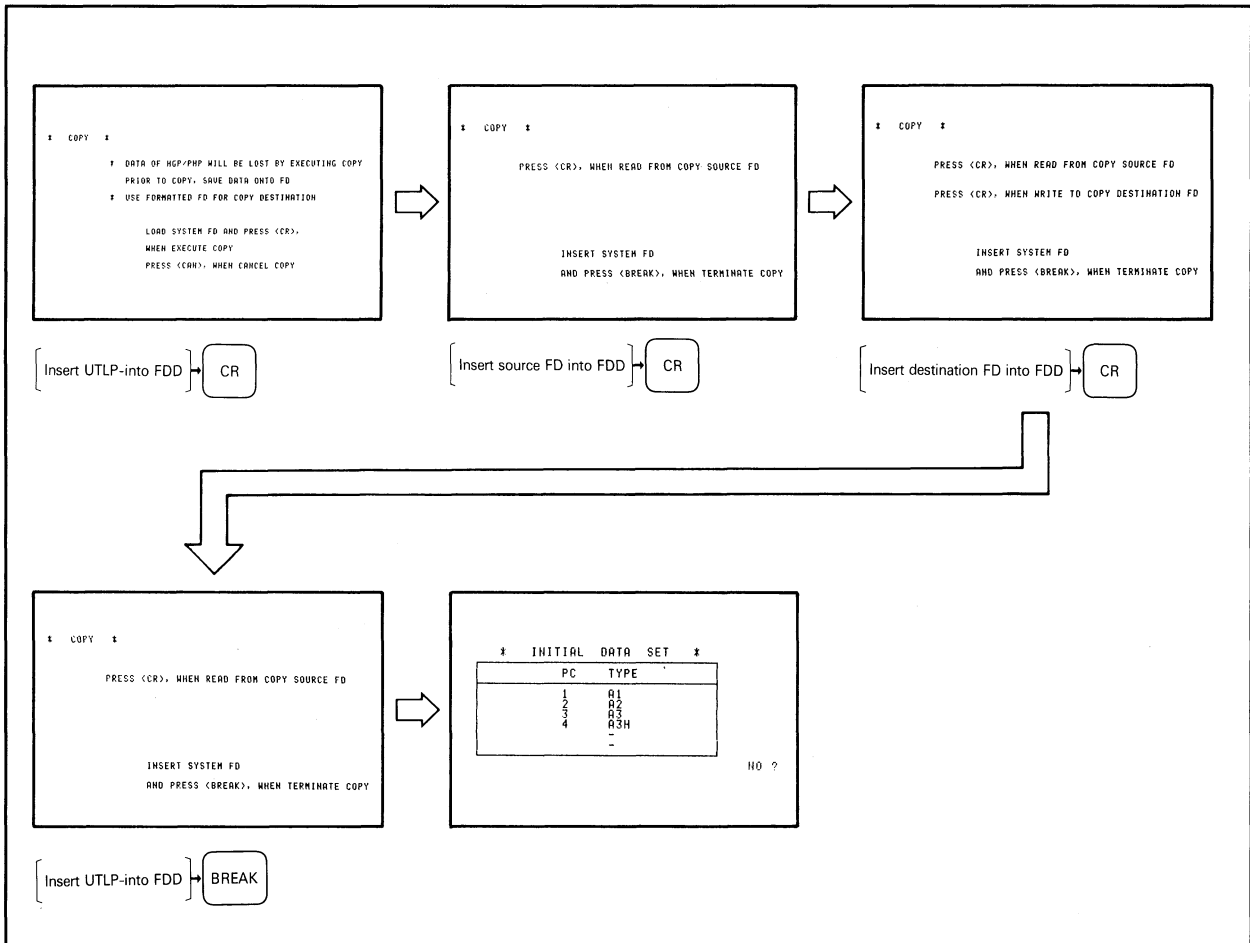 * COPY *
* DATA OF HGP/PHP WILL BE LOST BY EXECUTING COPY
PRIOR TO COPY, SAVE DATA ONTO FD
* USE FORMATTED FD FOR COPY DESTINATION
LOAD SYSTEM FD AND PRESS <CR>,
WHEN EXECUTE COPY
PRESS <CAN>, WHEN CANCEL COPY
[Insert UTLP-into FDD]→ CR
* COPY *
PRESS <CR>, WHEN READ FROM COPY SOURCE FD
INSERT SYSTEM FD
AND PRESS <BREAK>, WHEN TERMINATE COPY
[Insert source FD into FDD]→ CR
* COPY *
PRESS <CR>, WHEN READ FROM COPY SOURCE FD
PRESS <CR>, WHEN WRITE TO COPY DESTINATION FD
INSERT SYSTEM FD
AND PRESS <BREAK>, WHEN TERMINATE COPY
[Insert destination FD into FDD]→ CR
* COPY *
PRESS <CR>, WHEN READ FROM COPY SOURCE FD
INSERT SYSTEM FD
AND PRESS <BREAK>, WHEN TERMINATE COPY
[Insert UTLP-into FDD]→ BREAK
* INITIAL DATA SET *
PC TYPE
1 A1
2 A2
3 A3
4 A3H
-
-
NO ?